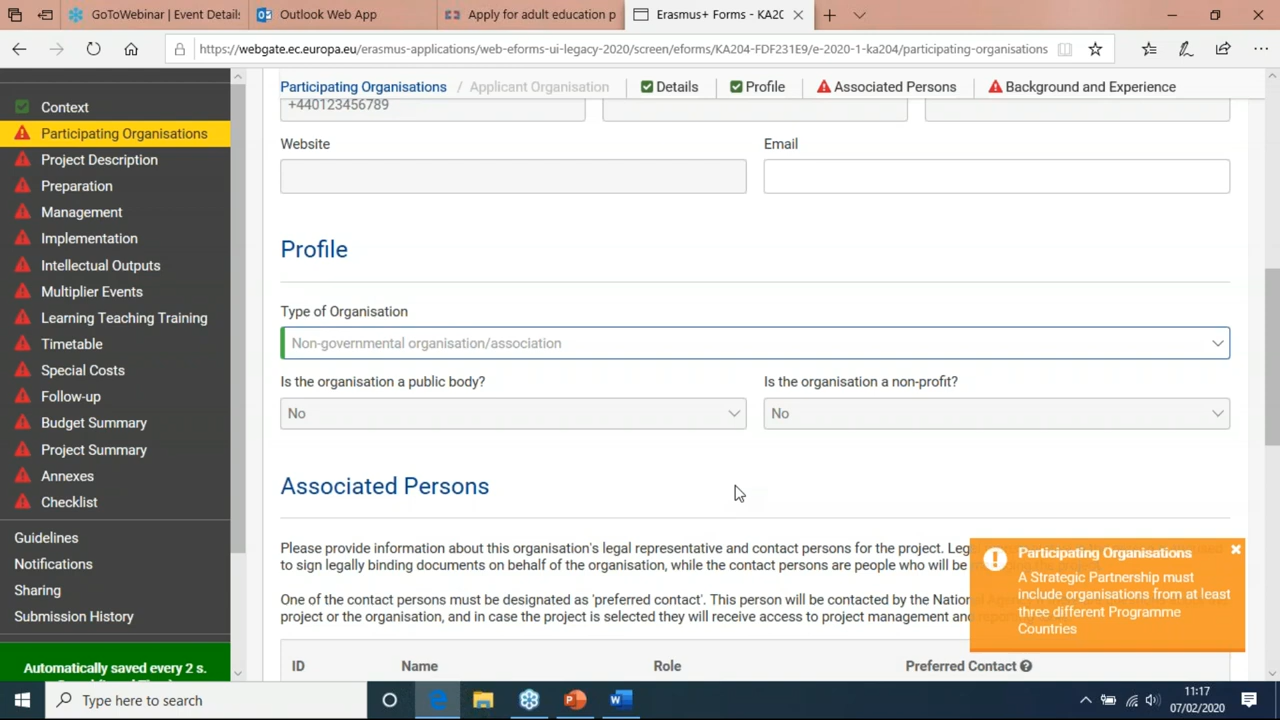 GoToWebinar | Event Details
Outlook Web App
Apply for adult education p
Erasmus+ Forms - KA20
https://webgate.ec.europa.eu/erasmus-applications/web-eforms-ui-legacy-2020/screen/eforms/KA204-FDF231E9/e-2020-1-ka204/participating-organisations
Participating Organisations / Applicant Organisation
Details
Profile
Associated Persons
Background and Experience
Context
Participating Organisations
Project Description
Preparation
Management
Implementation
Intellectual Outputs
Multiplier Events
Learning Teaching Training
Timetable
Special Costs
Follow-up
Budget Summary
Project Summary
Annexes
Checklist
Guidelines
Notifications
Sharing
Submission History
Automatically saved every 2 s.
+440123456789
Website
Email
Profile
Type of Organisation
Non-governmental organisation/association
Is the organisation a public body?
Is the organisation a non-profit?
No
No
Associated Persons
Please provide information about this organisation's legal representative and contact persons for the project.
to sign legally binding documents on behalf of the organisation, while the contact persons are people who will be
One of the contact persons must be designated as 'preferred contact'. This person will be contacted by the
project or the organisation, and in case the project is selected they will receive access to project management and
ID
Name
Role
Preferred Contact
Participating Organisations
A Strategic Partnership must
include organisations from at least
three different Programme
Countries
Type here to search
11:17
07/02/2020